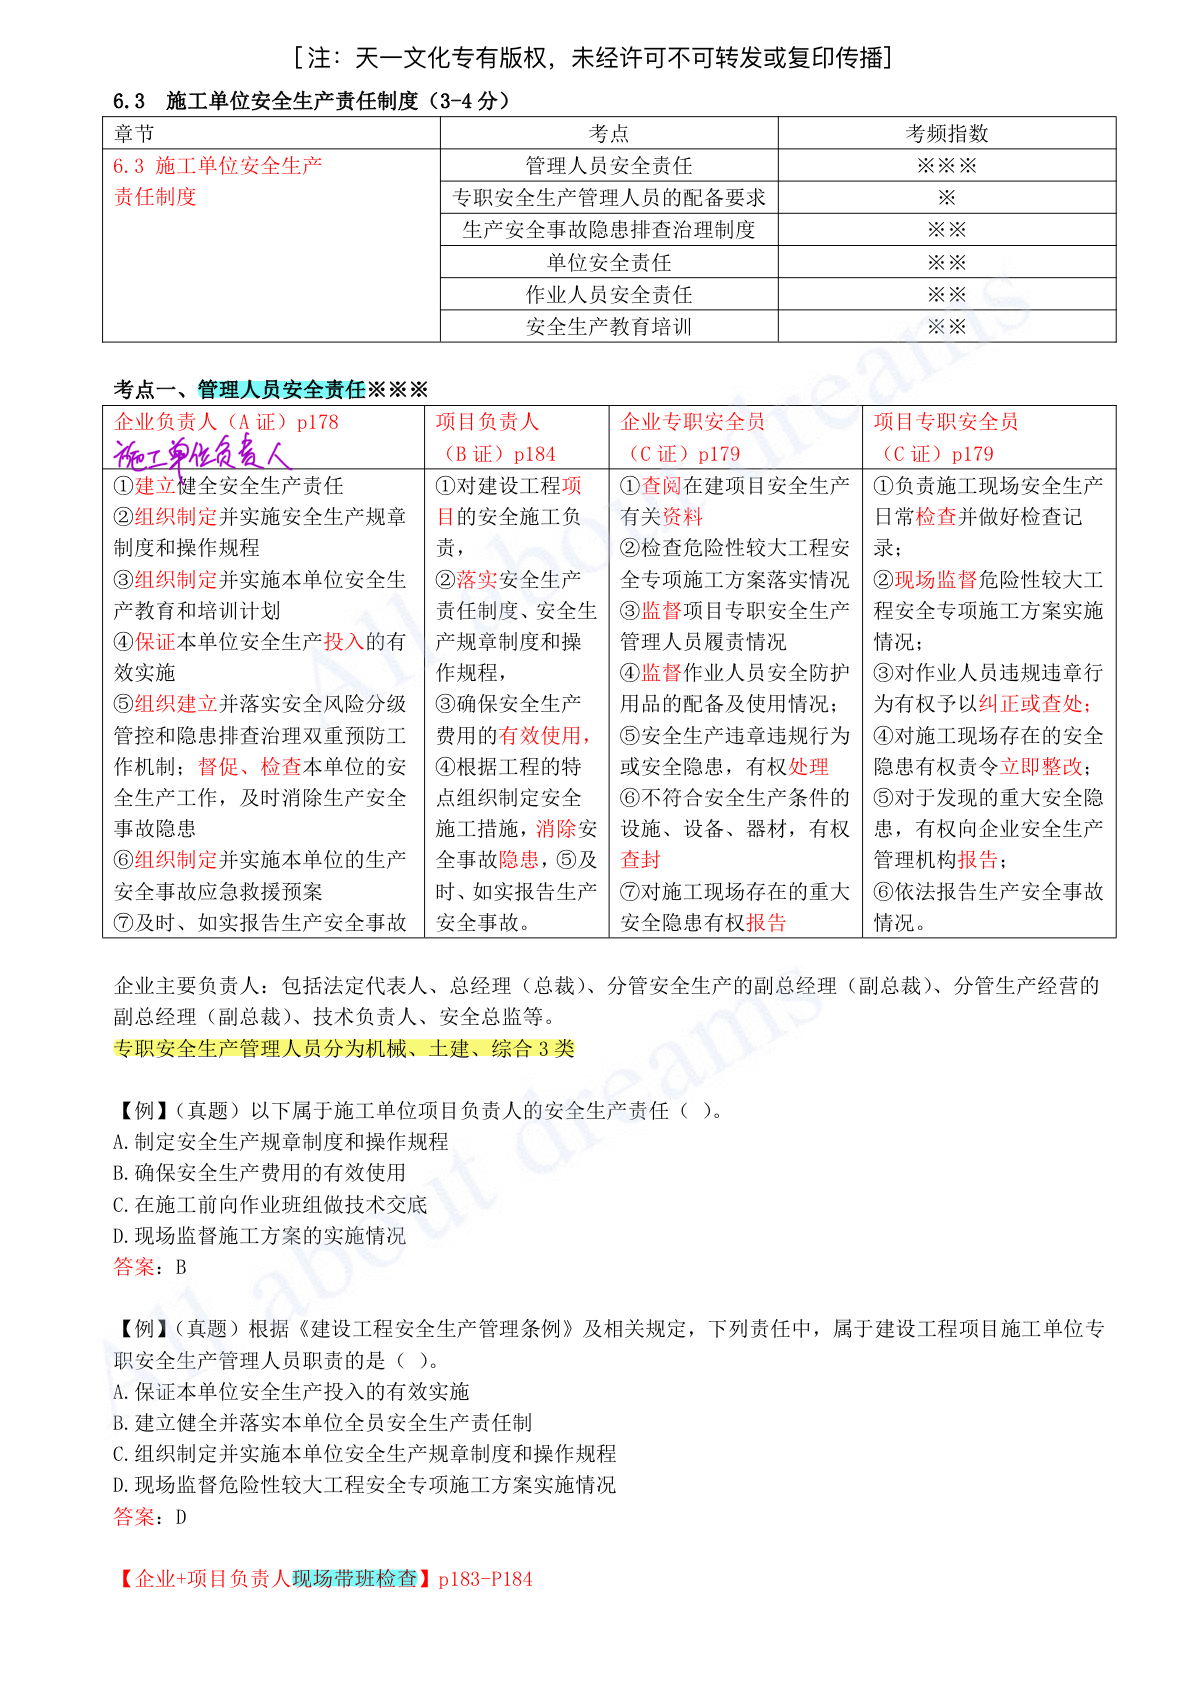 [注：天一文化专有版权，未经许可不可转发或复印传播]
6.3 施工单位安全生产责任制度（3-4 分）
章节 考点 考频指数
6.3 施工单位安全生产责任制度 管理人员安全责任 ※※※
专职安全生产管理人员的配备要求 ※
生产安全事故隐患排查治理制度 ※※
单位安全责任 ※※
作业人员安全责任 ※※
安全生产教育培训 ※※
考点一、管理人员安全责任※※※
企业负责人（A 证）p178
施工单位负责人
项目负责人
（B 证）p184
企业专职安全员
（C 证）p179
项目专职安全员
（C 证）p179
①建立健全安全生产责任
②组织制定并实施安全生产规章
制度和操作规程
③组织制定并实施本单位安全生
产教育和培训计划
④保证本单位安全生产投入的有
效实施
⑤组织建立并落实安全风险分级
管控和隐患排查治理双重预防工
作机制；督促、检查本单位的安
全生产工作，及时消除生产安全
事故隐患
⑥组织制定并实施本单位的生产
安全事故应急救援预案
⑦及时、如实报告生产安全事故
①对建设工程项
目的安全施工负
责，
②落实安全生产
责任制度、安全生
产规章制度和操
作规程，
③确保安全生产
费用的有效使用，
④根据工程的特
点组织制定安全
施工措施，消除安
全事故隐患，⑤及
时、如实报告生产
安全事故。
①查阅在建项目安全生产
有关资料
②检查危险性较大工程安
全专项施工方案落实情况
③监督项目专职安全生产
管理人员履责情况
④监督作业人员安全防护
用品的配备及使用情况；
⑤安全生产违章违规行为
或安全隐患，有权处理
⑥不符合安全生产条件的
设施、设备、器材，有权
查封
⑦对施工现场存在的重大
安全隐患有权报告
①负责施工现场安全生产
日常检查并做好检查记
录；
②现场监督危险性较大工
程安全专项施工方案实施
情况；
③对作业人员违规违章行
为有权予以纠正或查处；
④对施工现场存在的安全
隐患有权责令立即整改；
⑤对于发现的重大安全隐
患，有权向企业安全生产
管理机构报告；
⑥依法报告生产安全事故
情况。
企业主要负责人：包括法定代表人、总经理（总裁）、分管安全生产的副总经理（副总裁）、分管生产经营的
副总经理（副总裁）、技术负责人、安全总监等。
专职安全生产管理人员分为机械、土建、综合 3 类
【例】（真题）以下属于施工单位项目负责人的安全生产责任（ ）。
A.制定安全生产规章制度和操作规程
B.确保安全生产费用的有效使用
C.在施工前向作业班组做技术交底
D.现场监督施工方案的实施情况
答案：B
【例】（真题）根据《建设工程安全生产管理条例》及相关规定，下列责任中，属于建设工程项目施工单位专
职安全生产管理人员职责的是（ ）。
A.保证本单位安全生产投入的有效实施
B.建立健全并落实本单位全员安全生产责任制
C.组织制定并实施本单位安全生产规章制度和操作规程
D.现场监督危险性较大工程安全专项施工方案实施情况
答案：D
【企业+项目负责人现场带班检查】p183-P184
All about dreams
All about dreams